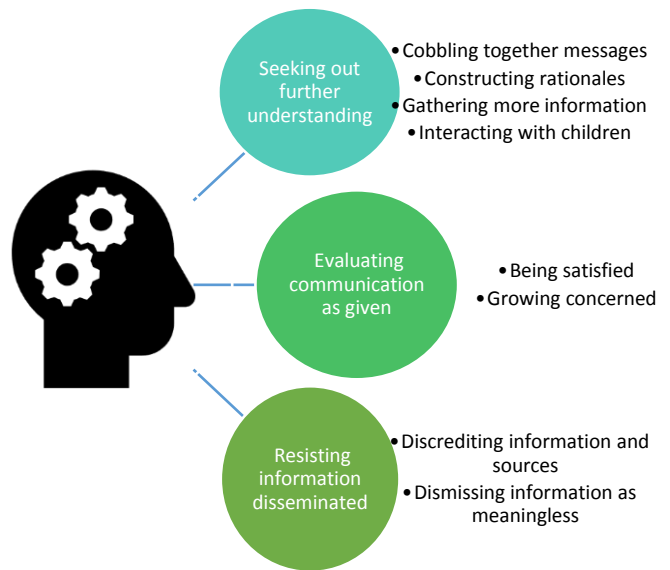 Seeking out
further
understanding
•Cobbling together messages
•Constructing rationales
•Gathering more information
•Interacting with children
Evaluating
communication
as given
•Being satisfied
•Growing concerned
Resisting
information
disseminated
•Discrediting information and
sources
•Dismissing information as
meaningless